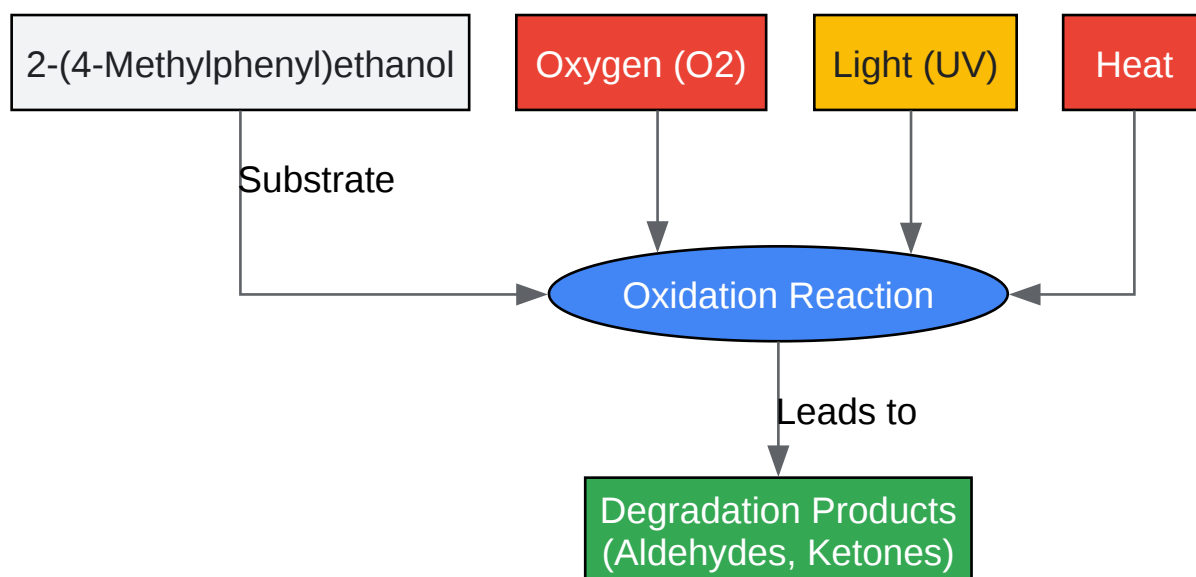 2-(4-Methylphenyl)ethanol
Oxygen (O2)
Light (UV)
Heat
Substrate
Oxidation Reaction
Leads to
Degradation Products
(Aldehydes, Ketones)